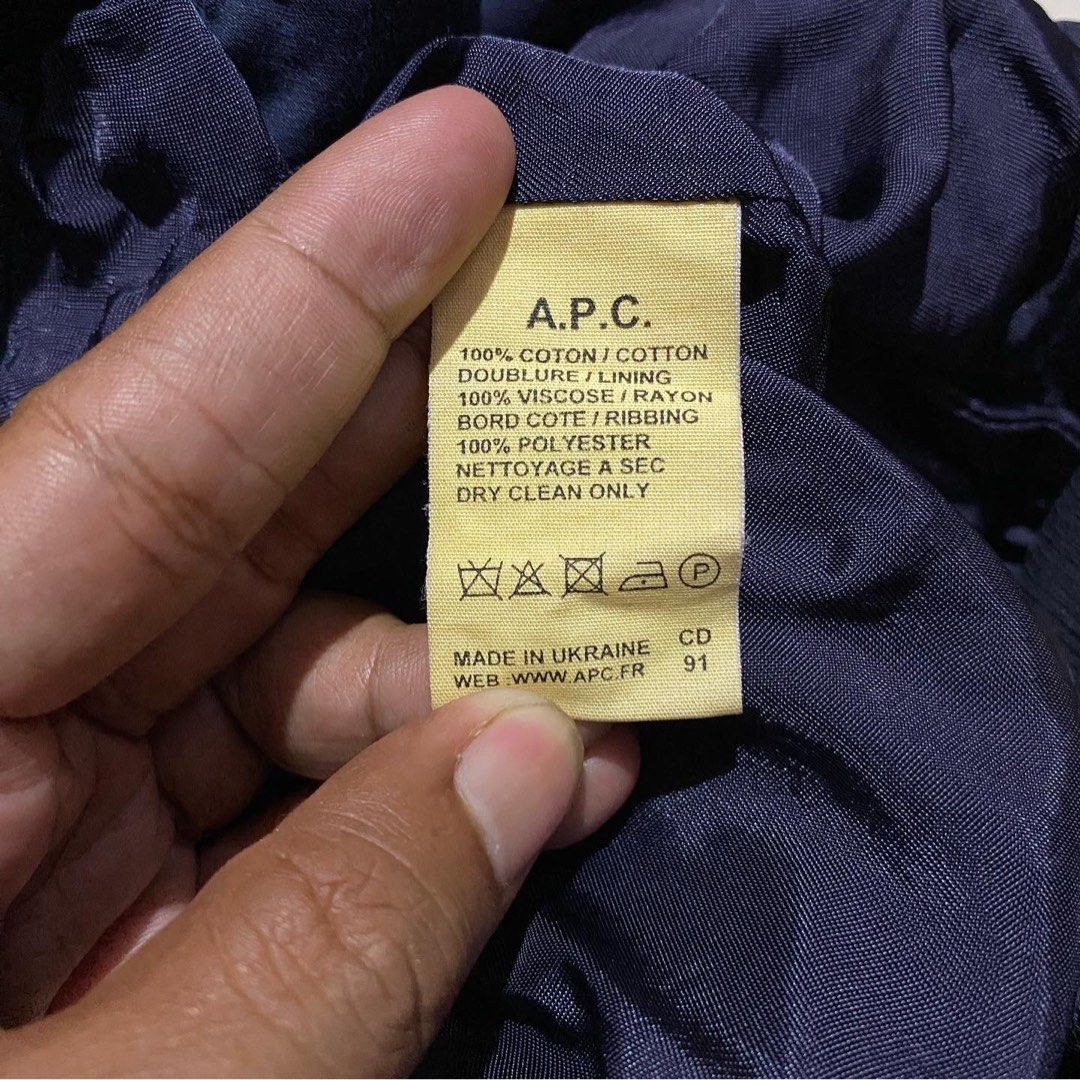 A.P.C.
100% COTON / COTTON
DOUBLURE / LINING
100% VISCOSE / RAYON
BORD COTE / RIBBING
100% POLYESTER
NETTOYAGE A SEC
DRY CLEAN ONLY
P
MADE IN UKRAINE CD
WEB :WWW.APC.FR 91